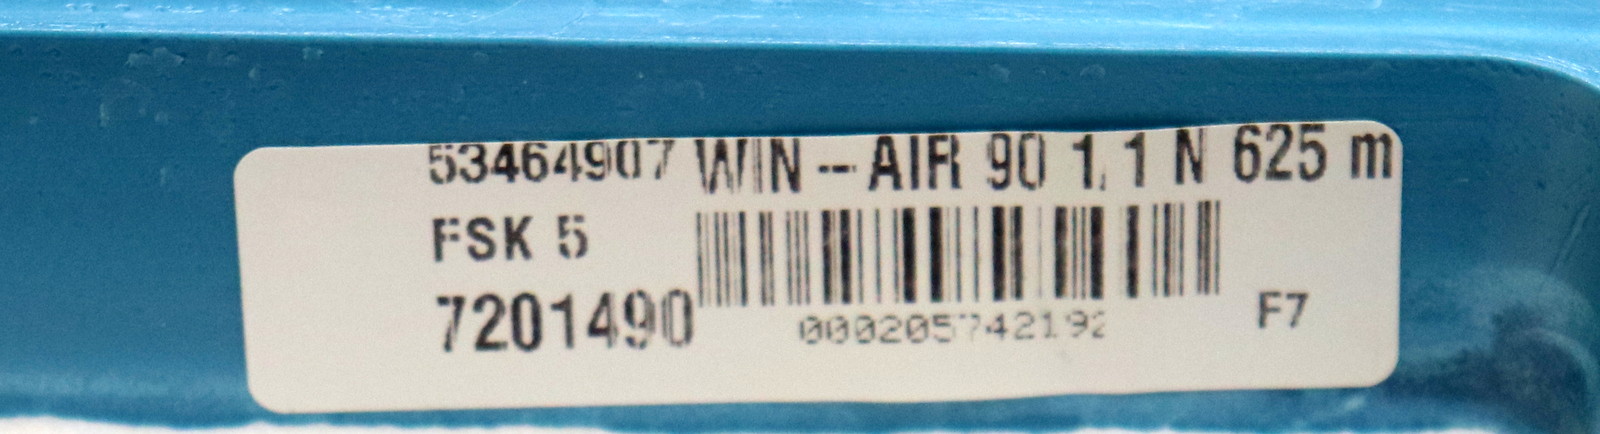 53464907 WIN--AIR 90 1,1 N 625 m
FSK 5
7201490
000205742192
F7